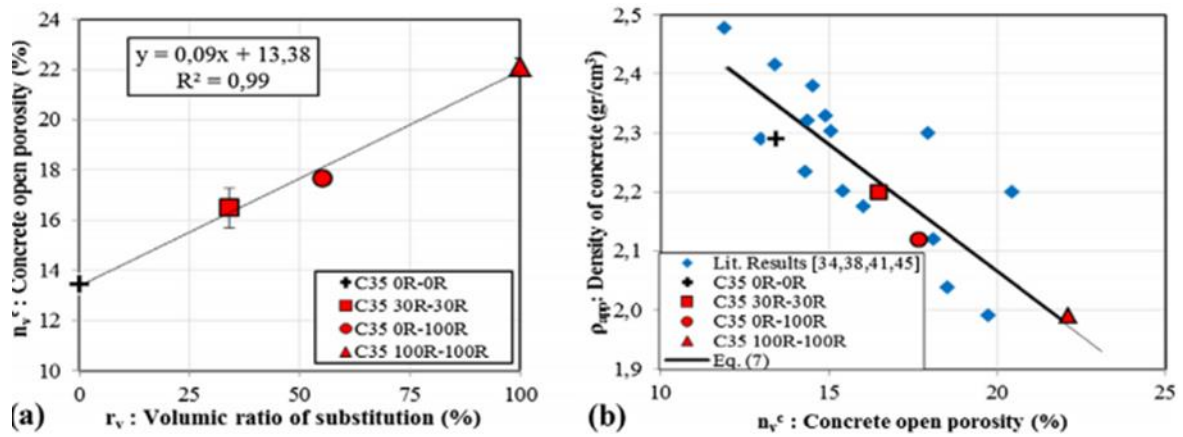 24
22
20
18
16
14
12
10
nᵥᶜ : Concrete open porosity (%)
y = 0,09x + 13,38
R² = 0,99
C35 0R-0R
C35 30R-30R
C35 0R-100R
C35 100R-100R
0
25
50
75
100
(a)
rᵥ : Volumic ratio of substitution (%)
2,5
2,4
2,3
2,2
2,1
2,0
1,9
ρapp: Density of concrete (gr/cm³)
Lit. Results [34,38,41,45]
C35 0R-0R
C35 30R-30R
C35 0R-100R
C35 100R-100R
Eq. (7)
10
15
20
25
(b)
nᵥᶜ : Concrete open porosity (%)